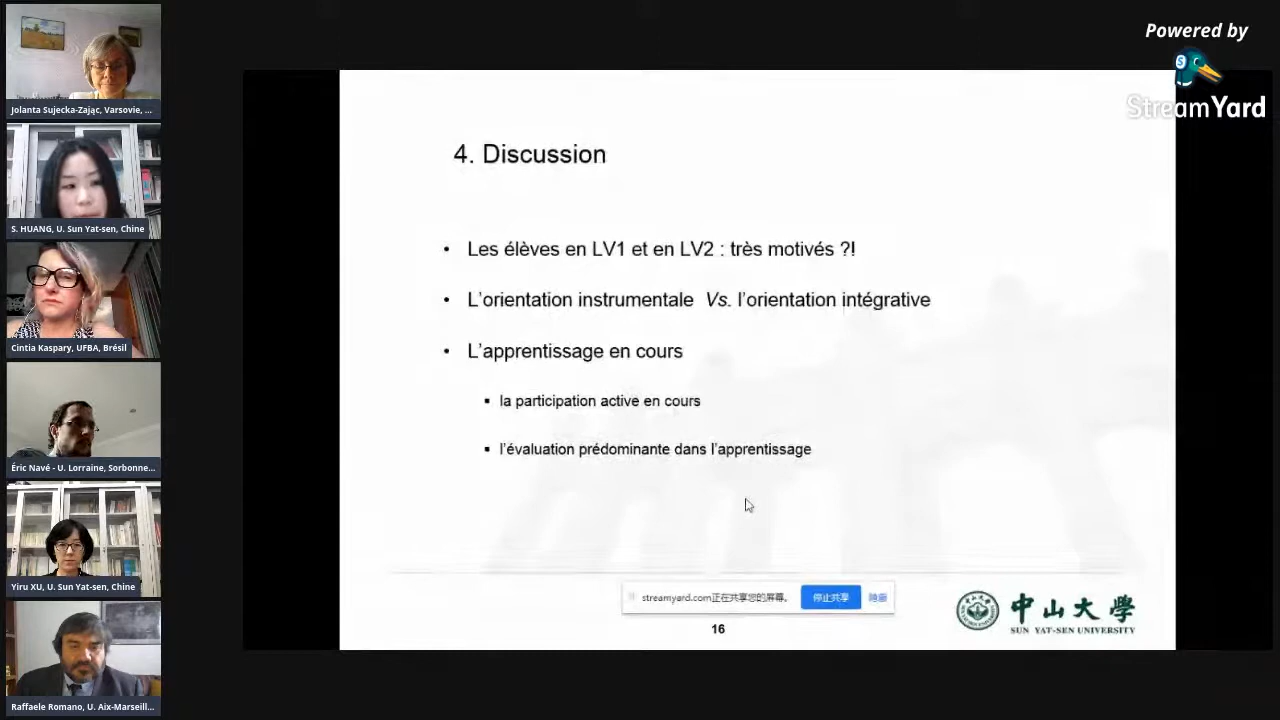 Jolanta Sujecka-Zając, Varsovie, ...
S. HUANG, U. Sun Yat-sen, Chine
Cintia Kaspary, UFBA, Brésil
Éric Navé - U. Lorraine, Sorbonne...
Yiru XU, U. Sun Yat-sen, Chine
Raffaele Romano, U. Aix-Marseill...
Powered by
StreamYard
4. Discussion
• Les élèves en LV1 et en LV2 : très motivés ?!
• L'orientation instrumentale Vs. l'orientation intégrative
• L'apprentissage en cours
▪ la participation active en cours
▪ l'évaluation prédominante dans l'apprentissage
streamyard.com正在共享您的屏幕。 停止共享 隐藏
16
中山大學
SUN YAT-SEN UNIVERSITY